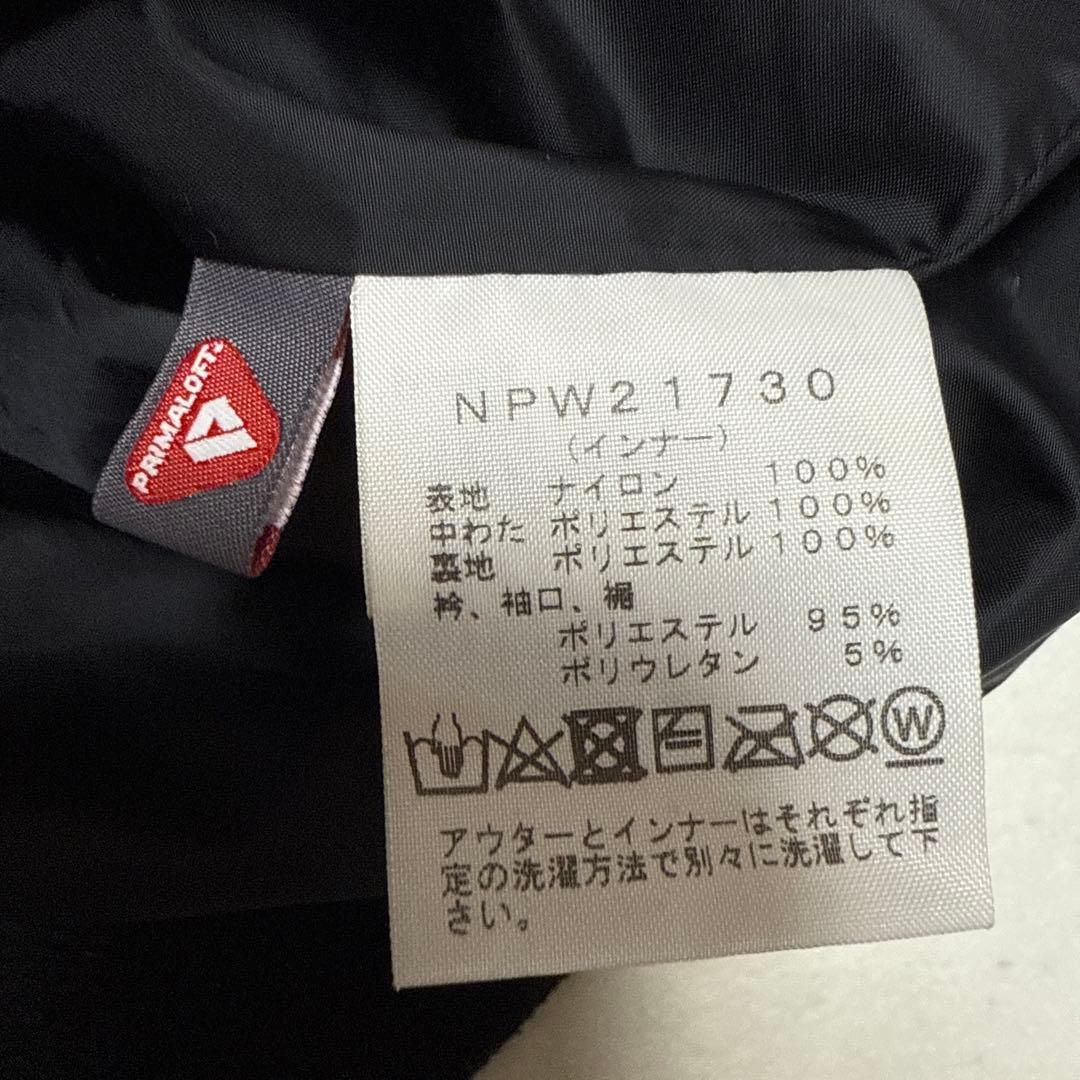 PRIMALOFT
NPW21730
(インナー)
表地 ナイロン 100%
中わた ポリエステル 100%
裏地 ポリエステル 100%
衿、袖口、裾
ポリエステル 95%
ポリウレタン 5%
W
アウターとインナーはそれぞれ指
定の洗濯方法で別々に洗濯して下
さい。